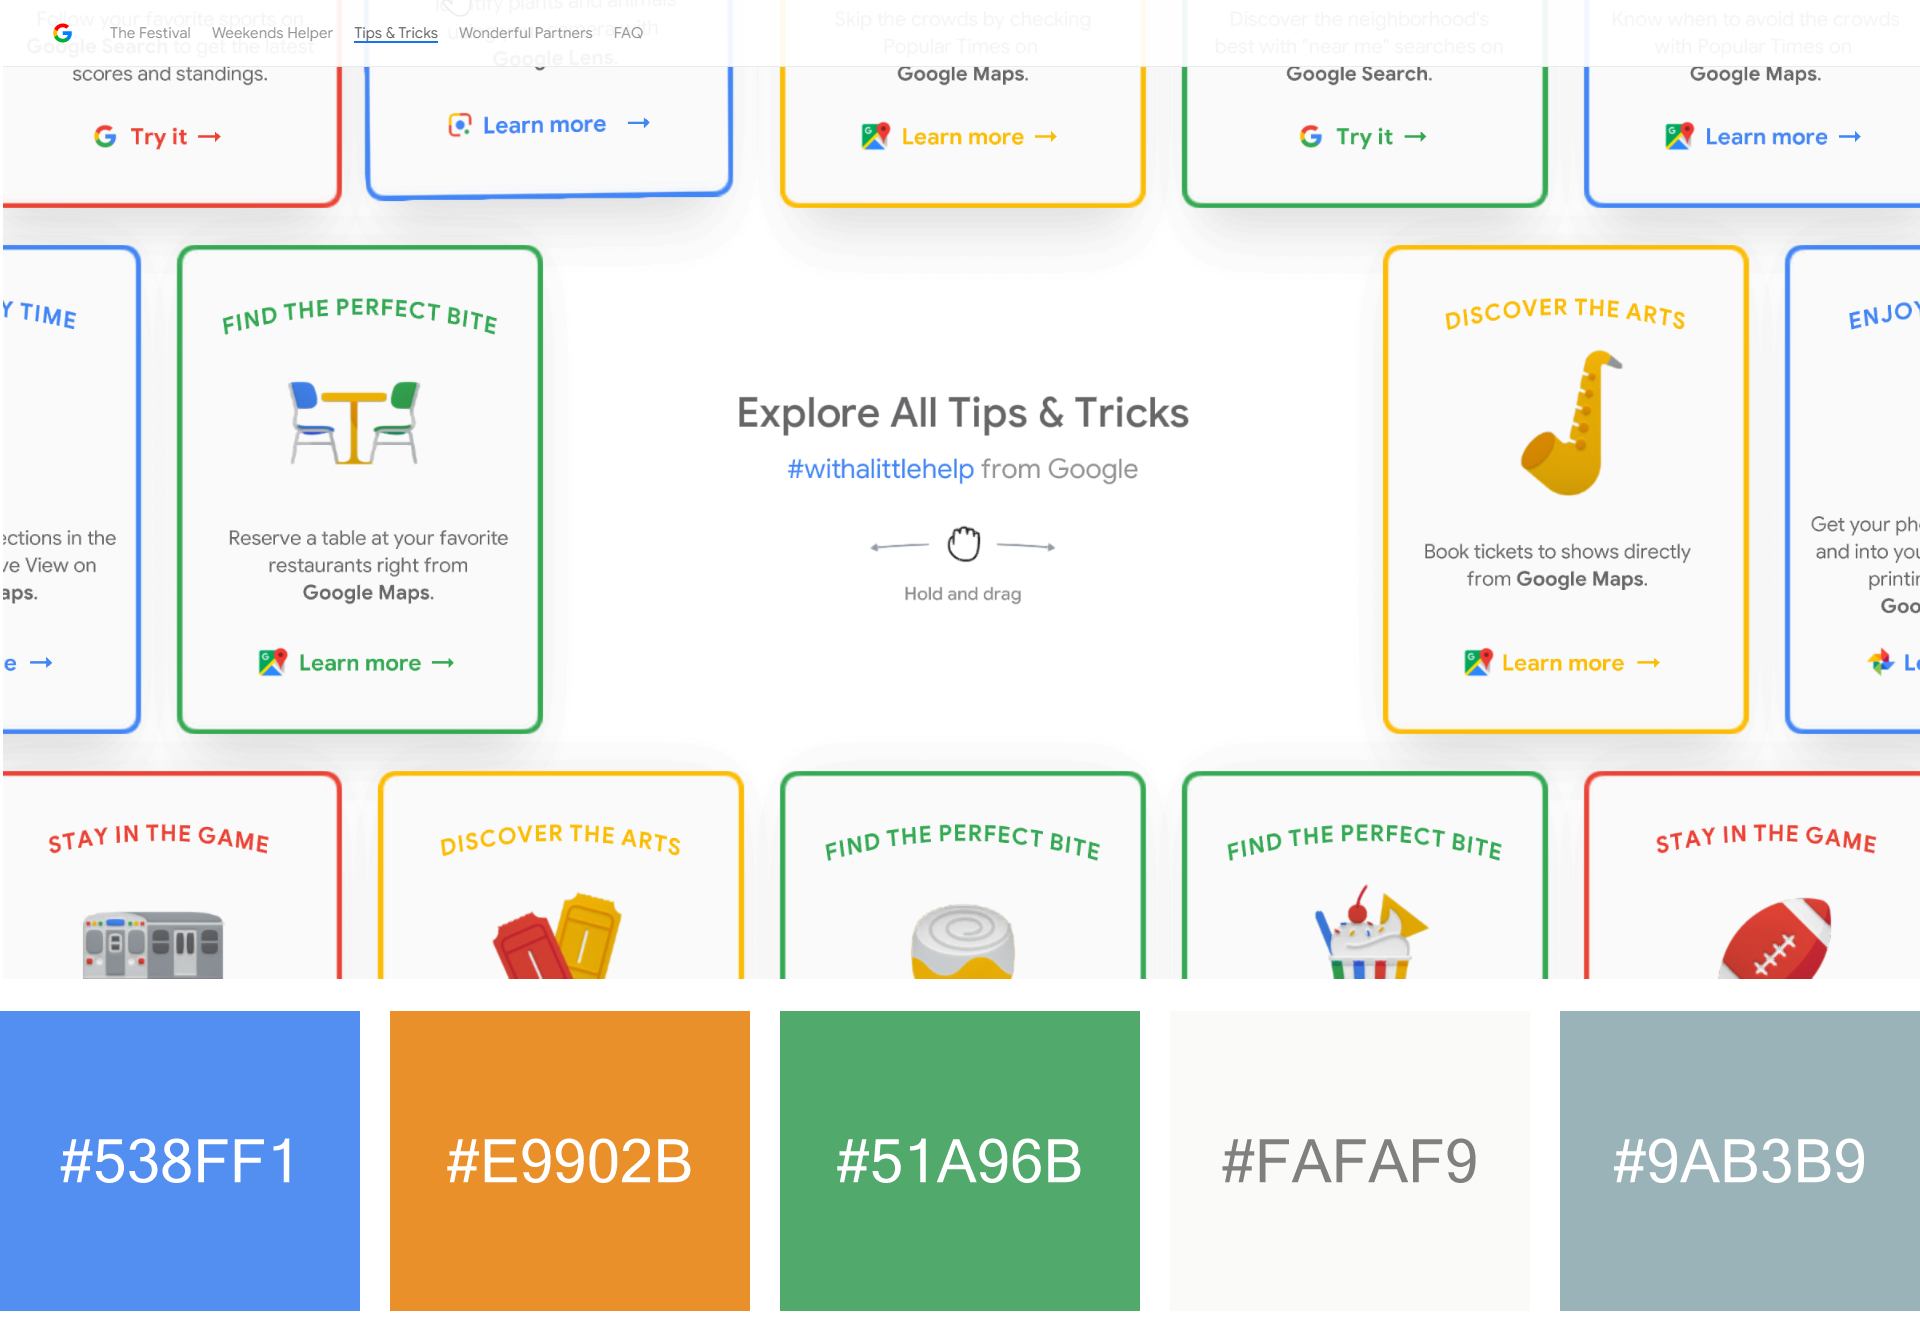 The Festival Weekends Helper Tips & Tricks Wonderful Partners FAQ
Follow your favorite sports on
Google Search to get the latest
scores and standings.
Try it →
plants and animals
with
Google Lens.
Learn more →
Skip the crowds by checking
Popular Times on
Google Maps.
Learn more →
Discover the neighborhood's
best with "near me" searches on
Google Search.
Try it →
Know when to avoid the crowds
with Popular Times on
Google Maps.
Learn more →
Y TIME
ections in the
ve View on
aps.
e →
FIND THE PERFECT BITE
Reserve a table at your favorite
restaurants right from
Google Maps.
Learn more →
Explore All Tips & Tricks
#withalittlehelp from Google
Hold and drag
DISCOVER THE ARTS
Book tickets to shows directly
from Google Maps.
Learn more →
ENJOY
Get your ph
and into you
printin
Goo
Le
STAY IN THE GAME
DISCOVER THE ARTS
FIND THE PERFECT BITE
FIND THE PERFECT BITE
STAY IN THE GAME
#538FF1
#E9902B
#51A96B
#FAFAF9
#9AB3B9